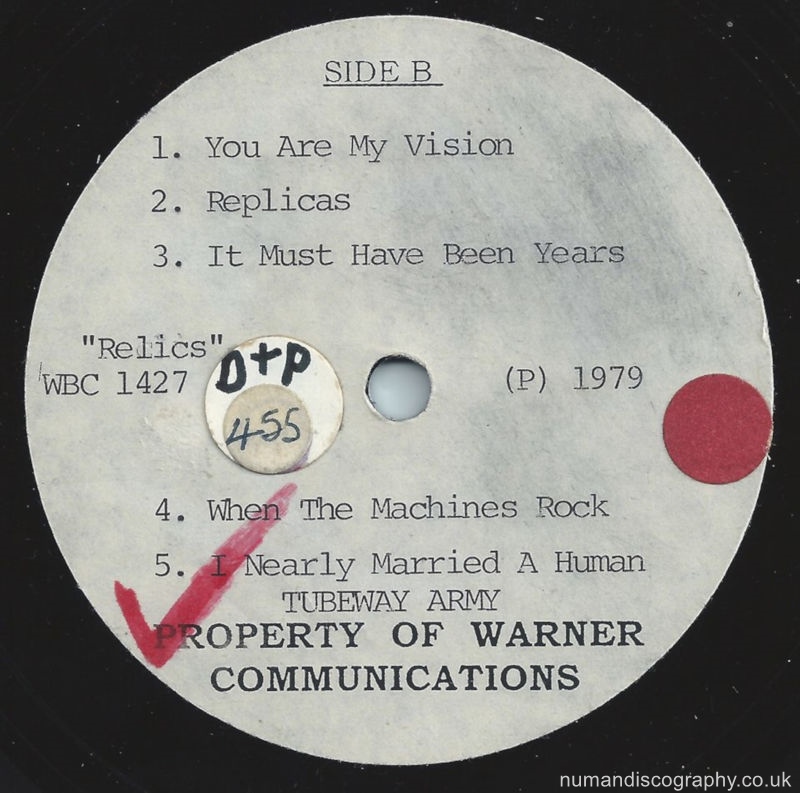 SIDE B
1. You Are My Vision
2. Replicas
3. It Must Have Been Years
"Relics"
WBC 1427
D+P
455
(P) 1979
4. When The Machines Rock
5. I Nearly Married A Human
TUBEWAY ARMY
PROPERTY OF WARNER
COMMUNICATIONS
numandiscography.co.uk